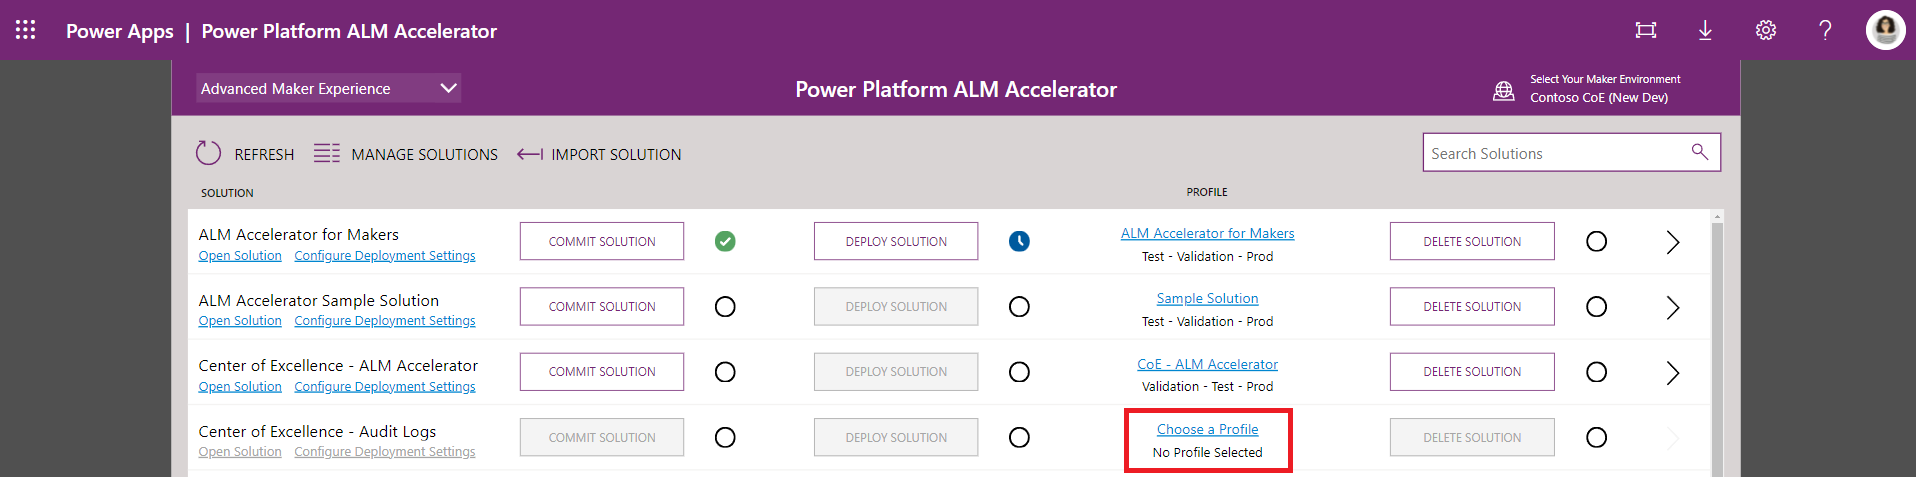 Power Apps | Power Platform ALM Accelerator
Advanced Maker Experience
Power Platform ALM Accelerator
Select Your Maker Environment
Contoso CoE (New Dev)
REFRESH MANAGE SOLUTIONS IMPORT SOLUTION
Search Solutions
SOLUTION PROFILE
ALM Accelerator for Makers
Open Solution Configure Deployment Settings
COMMIT SOLUTION
DEPLOY SOLUTION
ALM Accelerator for Makers
Test - Validation - Prod
DELETE SOLUTION
ALM Accelerator Sample Solution
Open Solution Configure Deployment Settings
COMMIT SOLUTION
DEPLOY SOLUTION
Sample Solution
Test - Validation - Prod
DELETE SOLUTION
Center of Excellence - ALM Accelerator
Open Solution Configure Deployment Settings
COMMIT SOLUTION
DEPLOY SOLUTION
CoE - ALM Accelerator
Validation - Test - Prod
DELETE SOLUTION
Center of Excellence - Audit Logs
Open Solution Configure Deployment Settings
COMMIT SOLUTION
DEPLOY SOLUTION
Choose a Profile
No Profile Selected
DELETE SOLUTION